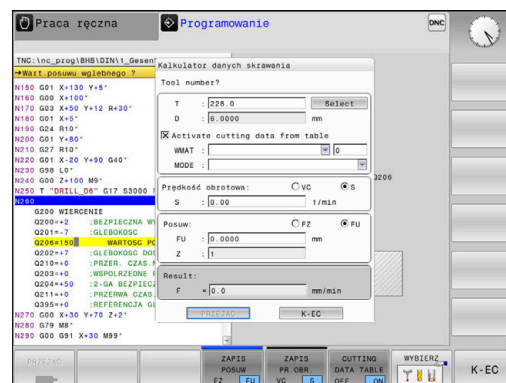 Praca ręczna
Programowanie
DNC
TNC:\nc_prog\BHB\DIN\1_Gesen
→Wart.posuwu wglebnego ?
N150 G01 X+130 Y+5*
N160 G00 X+100*
N170 G03 X+50 Y+12 R+30*
N180 G01 X+5*
N190 G24 R10*
N200 G01 Y+80*
N210 G27 R10*
N220 G01 X-20 Y+90 G40*
N230 G98 L0*
N240 G00 Z+100 M9*
N250 T "DRILL_D6" G17 S3000
N260
G200 WIERCENIE
Q200=+2 ;BEZPIECZNA
Q201=-7 ;GLEBOKOSC
Q206=150 WARTOSC PO
Q202=+7 ;GLEBOKOSC
Q210=+0 ;PRZER. CZAS.
Q203=+0 ;WSPOLRZEDNE
Q204=+50 ;2-GA BEZPIEC
Q211=+0 ;PRZERWA CZAS.
Q395=+0 ;REFERENCJA
N270 G00 X+30 Y+70 Z+2*
N280 G79 M8*
N290 G00 G91 X+30 M99*
Kalkulator danych skrawania
Tool number?
T : 228.0 Select
D : 6.0000 mm
Activate cutting data from table
WMAT : 0
MODE :
Prędkość obrotowa: VC S
S : 0.00 1/min
Posuw: FZ FU
FU : 0.0000 mm
Z : 1
Result:
F = 0.0 mm/min
PRZEJĄĆ K-EC
PRZEJĄĆ
ZAPIS POSUW FZ FU
ZAPIS PR.OBR. VC S
CUTTING DATA TABLE OFF ON
WYBIERZ
K-EC